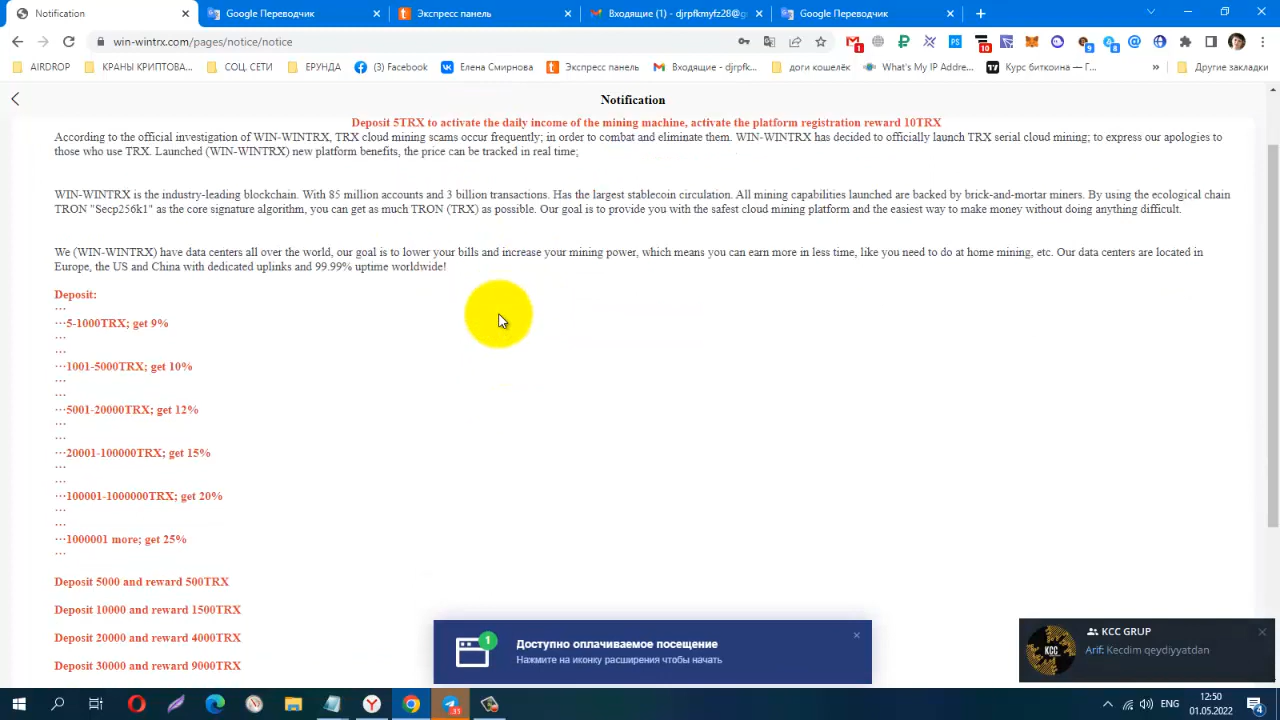 Notification
Google Переводчик
Экспресс панель
Входящие (1) - djrpfkmyfz28@g
Google Переводчик
win-wintrx.com/pages/notice/notice
AIRDROP
КРАНЫ КРИПТОВА...
СОЦ. СЕТИ
ЕРУНДА
(3) Facebook
Елена Смирнова
Экспресс панель
Входящие - djrpfk...
доги кошелёк
What's My IP Addre...
Курс биткоина — Г...
»
Другие закладки
Notification
Deposit 5TRX to activate the daily income of the mining machine, activate the platform registration reward 10TRX
According to the official investigation of WIN-WINTRX, TRX cloud mining scams occur frequently; in order to combat and eliminate them. WIN-WINTRX has decided to officially launch TRX serial cloud mining; to express our apologies to
those who use TRX. Launched (WIN-WINTRX) new platform benefits, the price can be tracked in real time;
WIN-WINTRX is the industry-leading blockchain. With 85 million accounts and 3 billion transactions. Has the largest stablecoin circulation. All mining capabilities launched are backed by brick-and-mortar miners. By using the ecological chain
TRON "Secp256k1" as the core signature algorithm, you can get as much TRON (TRX) as possible. Our goal is to provide you with the safest cloud mining platform and the easiest way to make money without doing anything difficult.
We (WIN-WINTRX) have data centers all over the world, our goal is to lower your bills and increase your mining power, which means you can earn more in less time, like you need to do at home mining, etc. Our data centers are located in
Europe, the US and China with dedicated uplinks and 99.99% uptime worldwide!
Deposit:
...
···5-1000TRX; get 9%
...
...
···1001-5000TRX; get 10%
...
...
···5001-20000TRX; get 12%
...
...
···20001-100000TRX; get 15%
...
...
···100001-1000000TRX; get 20%
...
...
···1000001 more; get 25%
...
Deposit 5000 and reward 500TRX
Deposit 10000 and reward 1500TRX
Deposit 20000 and reward 4000TRX
Deposit 30000 and reward 9000TRX
1
Доступно оплачиваемое посещение
Нажмите на иконку расширения чтобы начать
KCC
KCC GRUP
Arif: Kecdim qeydiyyatdan
ENG
12:50
01.05.2022
4